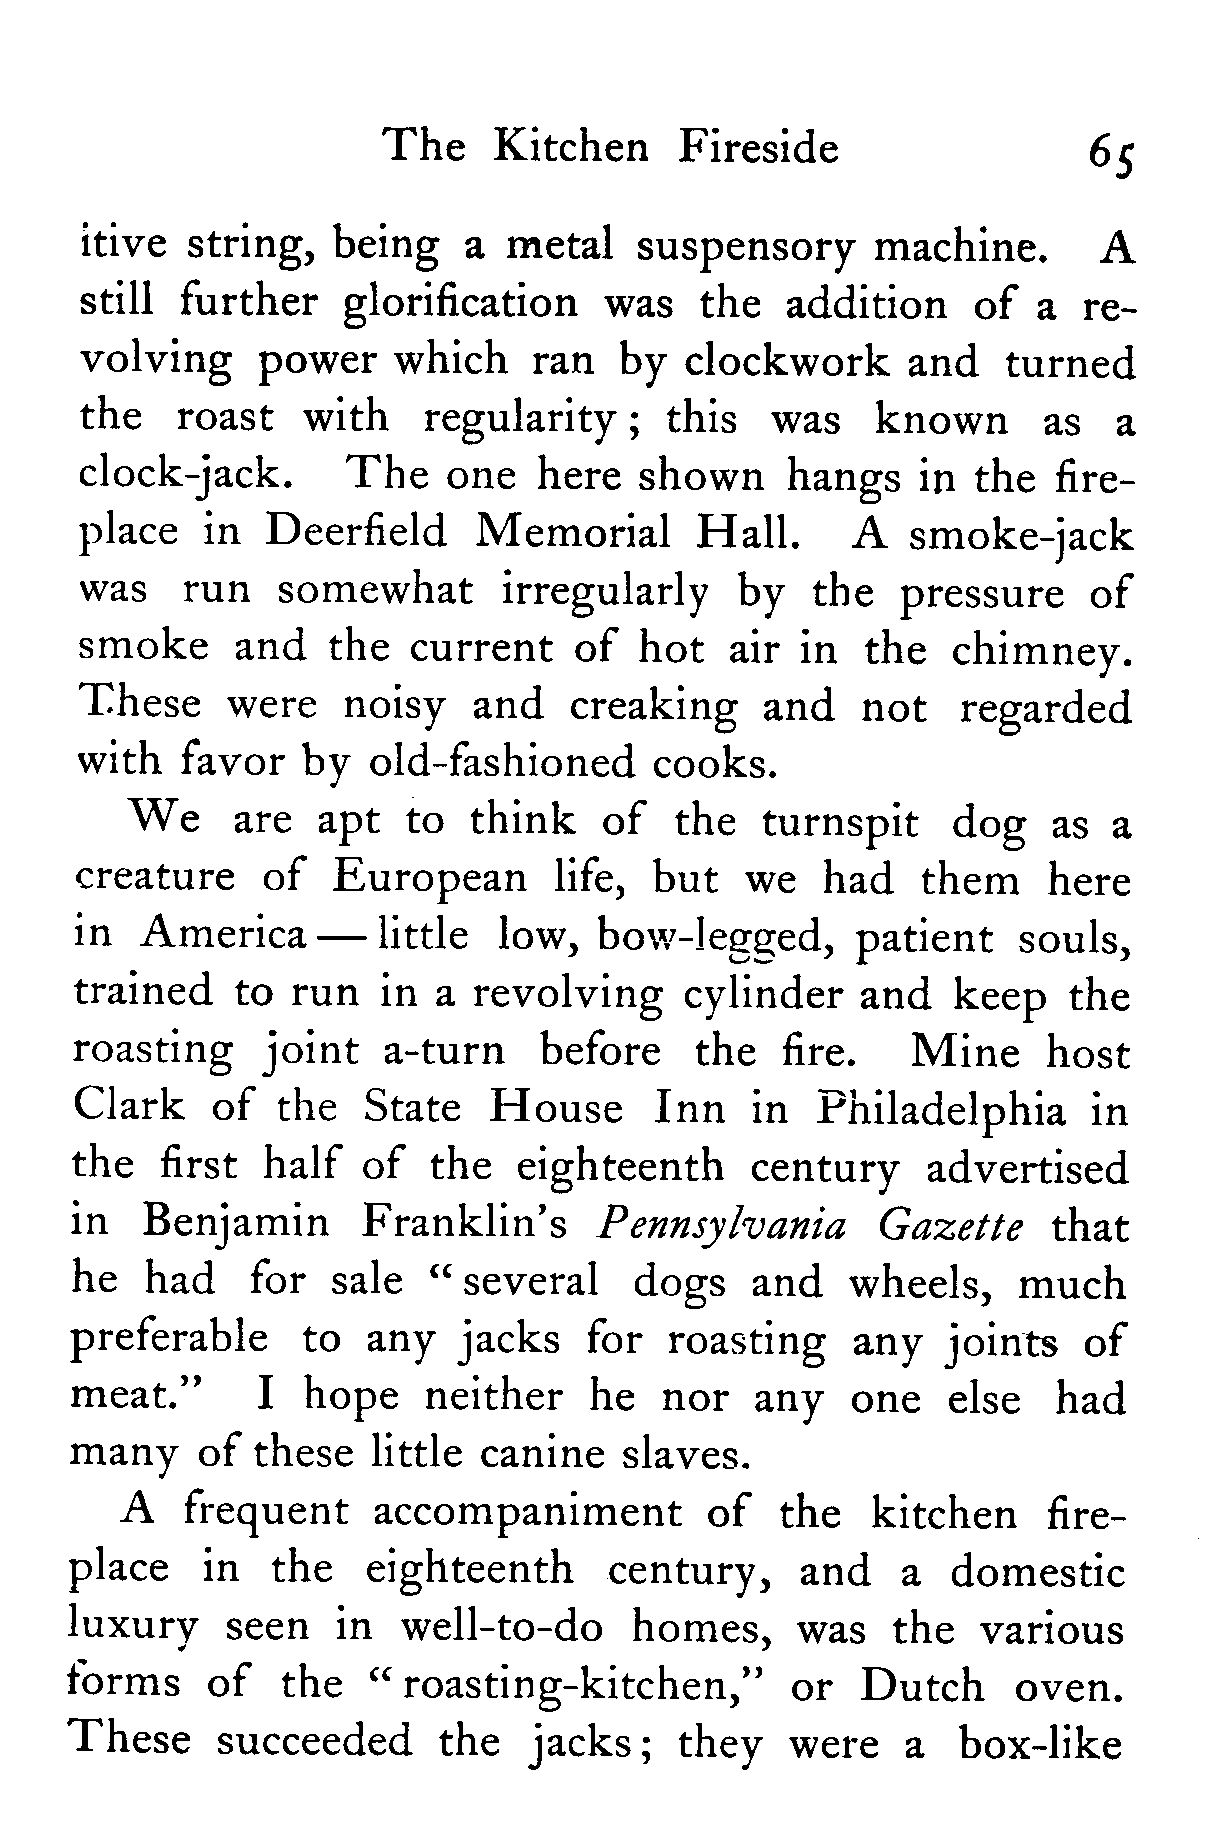 The Kitchen Fireside 65
itive string, being a metal suspensory machine. A
still further glorification was the addition of a re-
volving power which ran by clockwork and turned
the roast with regularity ; this was known as a
clock-jack. The one here shown hangs in the fire-
place in Deerfield Memorial Hall. A smoke-jack
was run somewhat irregularly by the pressure of
smoke and the current of hot air in the chimney.
These were noisy and creaking and not regarded
with favor by old-fashioned cooks.
We are apt to think of the turnspit dog as a
creature of European life, but we had them here
in America — little low, bow-legged, patient souls,
trained to run in a revolving cylinder and keep the
roasting joint a-turn before the fire. Mine host
Clark of the State House Inn in Philadelphia in
the first half of the eighteenth century advertised
in Benjamin Franklin's Pennsylvania Gazette that
he had for sale “ several dogs and wheels, much
preferable to any jacks for roasting any joints of
meat.” I hope neither he nor any one else had
many of these little canine slaves.
A frequent accompaniment of the kitchen fire-
place in the eighteenth century, and a domestic
luxury seen in well-to-do homes, was the various
forms of the “ roasting-kitchen,” or Dutch oven.
These succeeded the jacks ; they were a box-like